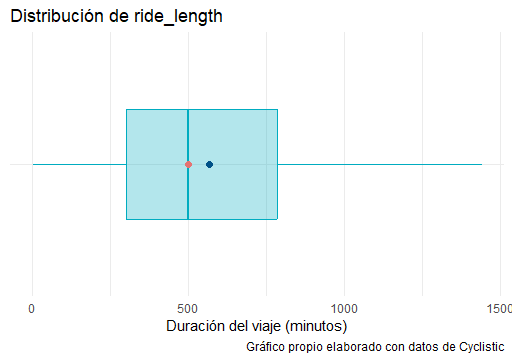 Distribución de ride_length
0
500
1000
1500
Duración del viaje (minutos)
Gráfico propio elaborado con datos de Cyclistic